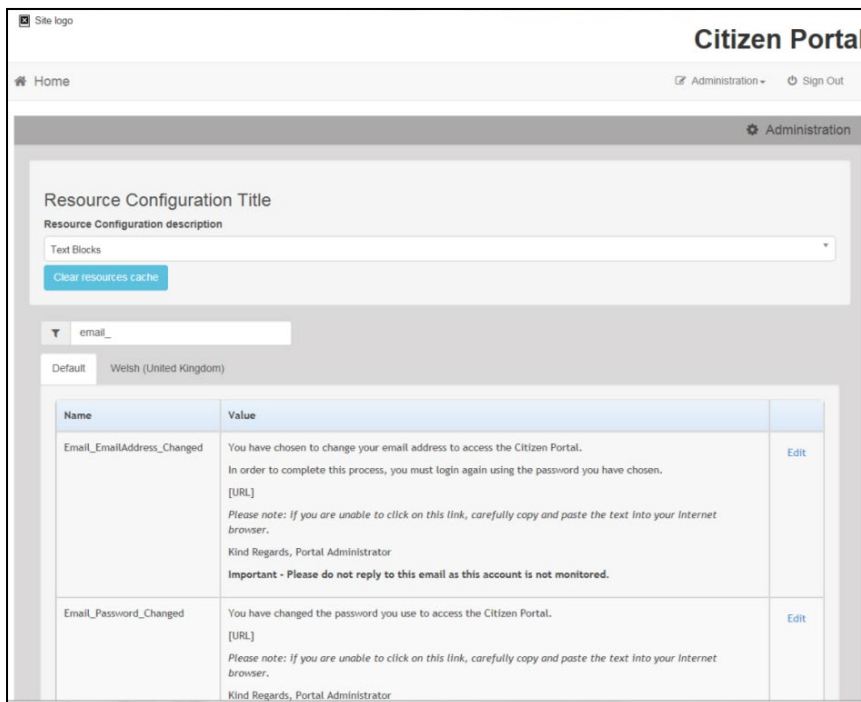 Site logo
Citizen Portal
Home
Administration
Sign Out
Administration
Resource Configuration Title
Resource Configuration description
Text Blocks
Clear resources cache
email_
Default Welsh (United Kingdom)
Name Value
Email_EmailAddress_Changed You have chosen to change your email address to access the Citizen Portal. Edit
In order to complete this process, you must login again using the password you have chosen.
[URL]
Please note: if you are unable to click on this link, carefully copy and paste the text into your Internet
browser.
Kind Regards, Portal Administrator
Important - Please do not reply to this email as this account is not monitored.
Email_Password_Changed You have changed the password you use to access the Citizen Portal. Edit
[URL]
Please note: if you are unable to click on this link, carefully copy and paste the text into your Internet
browser.
Kind Regards, Portal Administrator